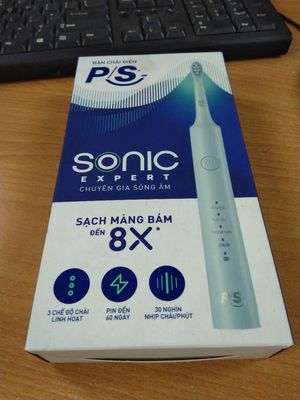 BÀN CHẢI ĐIỆN
P/S
SONIC
EXPERT
CHUYÊN GIA SÓNG ÂM
SẠCH MẢNG BÁM
ĐẾN 8X*
3 CHẾ ĐỘ CHẢI
LINH HOẠT
PIN ĐẾN
60 NGÀY
30 NGHÌN
NHỊP CHẢI/PHÚT
P/S